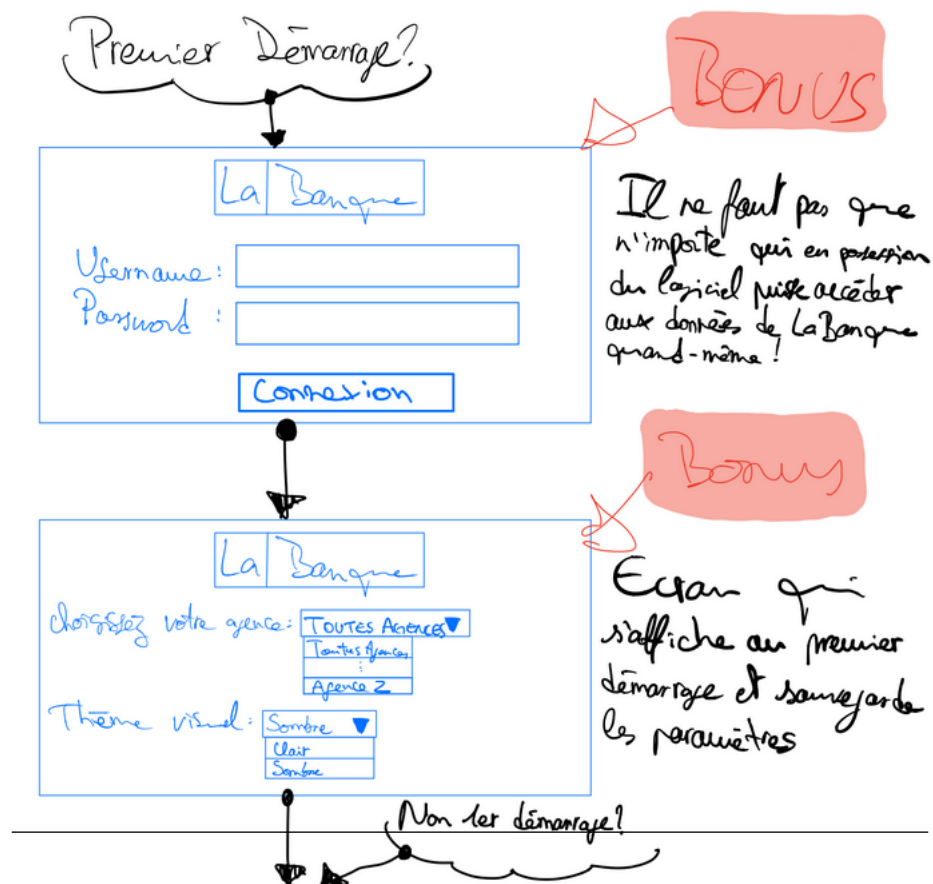 Premier Démarrage?
BONUS
La Banque
Username:
Password :
Connexion
Il ne faut pas que
n'importe qui en possession
du logiciel puisse accéder
aux données de LaBanque
quand-même!
Bonus
La Banque
choisissez votre agence: TOUTES AGENCES
Toutes Agences
⋮
Agence Z
Thème visuel: Sombre
Clair
Sombre
Ecran qui
s'affiche au premier
démarrage et sauvegarde
les paramètres
Non 1er démarrage?